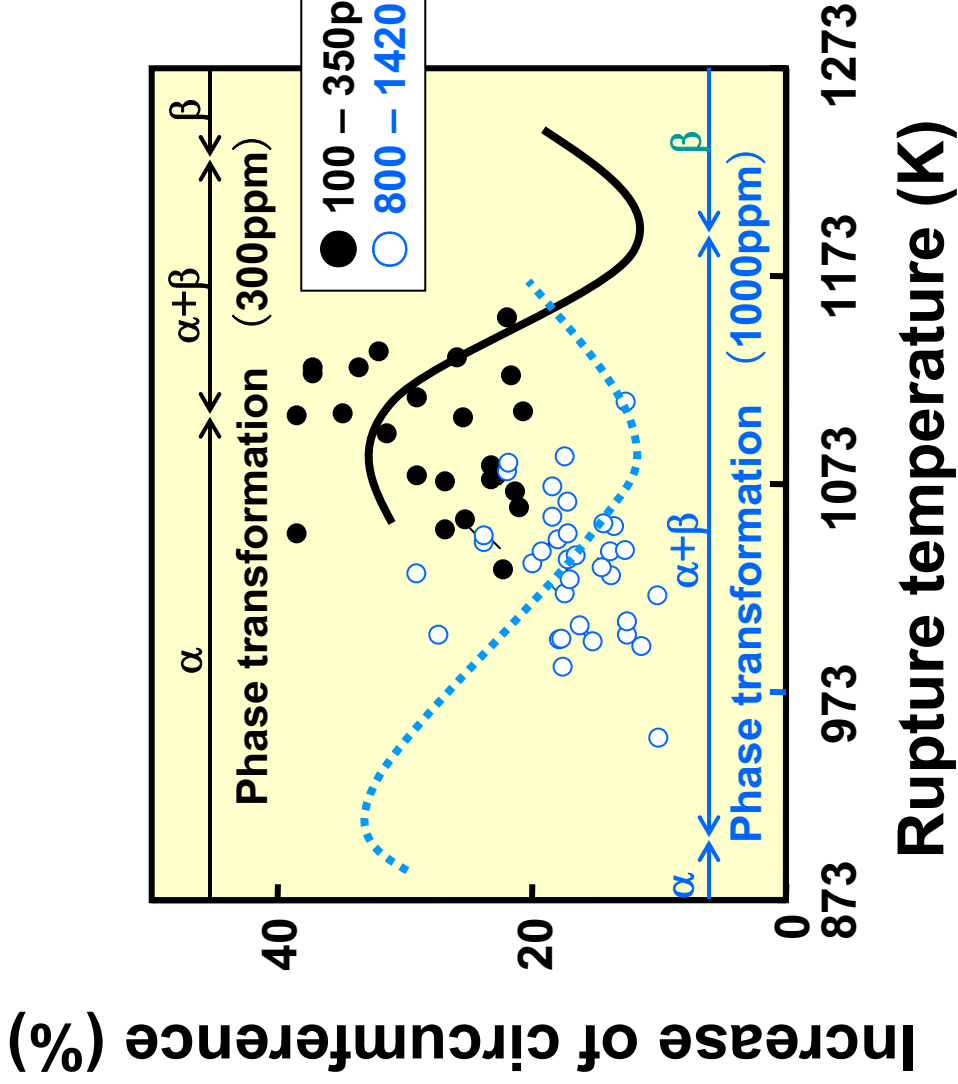 α
α+β
β
Phase transformation (300ppm)
100 – 350p
800 – 1420
α
α+β
β
Phase transformation (1000ppm)
40
20
0
873
973
1073
1173
1273
Rupture temperature (K)
Increase of circumference (%)